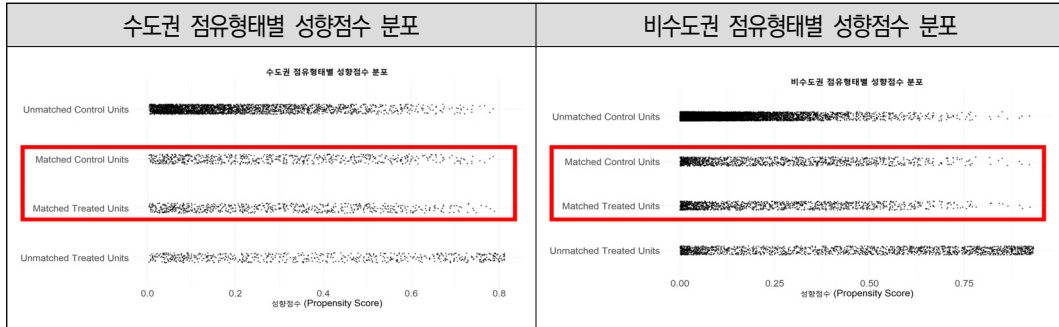 수도권 점유형태별 성향점수 분포
비수도권 점유형태별 성향점수 분포
수도권 점유형태별 성향점수 분포
Unmatched Control Units
Matched Control Units
Matched Treated Units
Unmatched Treated Units
0.0 0.2 0.4 0.6 0.8
성향점수 (Propensity Score)
비수도권 점유형태별 성향점수 분포
Unmatched Control Units
Matched Control Units
Matched Treated Units
Unmatched Treated Units
0.00 0.25 0.50 0.75
성향점수 (Propensity Score)